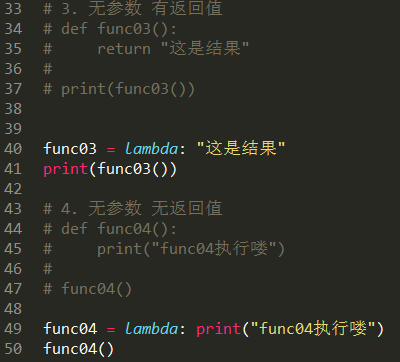 33 # 3. 无参数 有返回值
34 # def func03():
35 #     return "这是结果"
36 #
37 # print(func03())
38
39
40 func03 = lambda: "这是结果"
41 print(func03())
42
43 # 4. 无参数 无返回值
44 # def func04():
45 #     print("func04执行喽")
46 #
47 # func04()
48
49 func04 = lambda: print("func04执行喽")
50 func04()